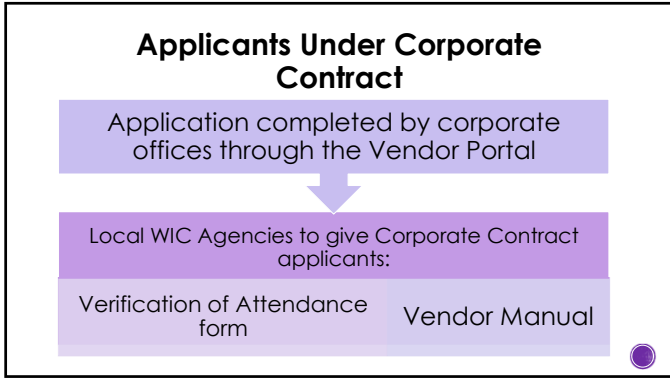 Applicants Under Corporate
Contract
Application completed by corporate
offices through the Vendor Portal
Local WIC Agencies to give Corporate Contract
applicants:
Verification of Attendance
form
Vendor Manual